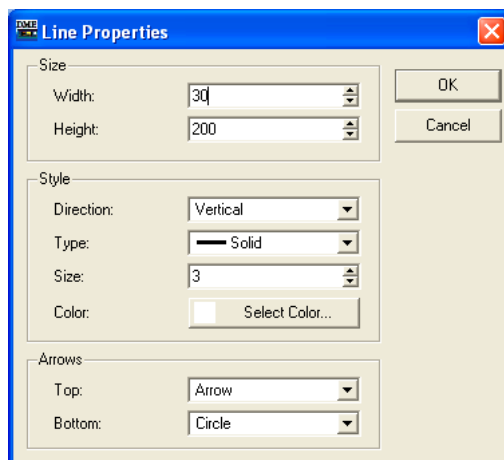 DME
Line Properties
Size
Width: 30
OK
Height: 200
Cancel
Style
Direction: Vertical
Type: Solid
Size: 3
Color: Select Color...
Arrows
Top: Arrow
Bottom: Circle